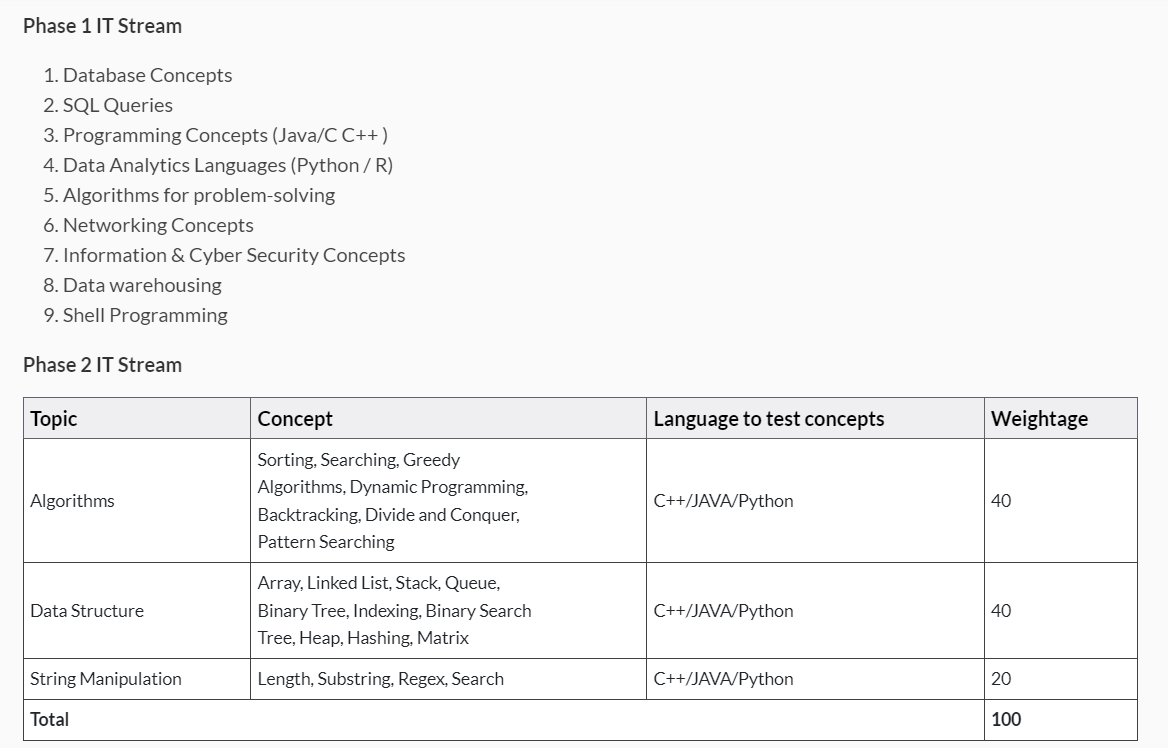 Phase 1 IT Stream
1. Database Concepts
2. SQL Queries
3. Programming Concepts (Java/C C++ )
4. Data Analytics Languages (Python / R)
5. Algorithms for problem-solving
6. Networking Concepts
7. Information & Cyber Security Concepts
8. Data warehousing
9. Shell Programming
Phase 2 IT Stream
Topic Concept Language to test concepts Weightage
Algorithms
Sorting, Searching, Greedy
Algorithms, Dynamic Programming,
Backtracking, Divide and Conquer,
Pattern Searching
C++/JAVA/Python
40
Data Structure
Array, Linked List, Stack, Queue,
Binary Tree, Indexing, Binary Search
Tree, Heap, Hashing, Matrix
C++/JAVA/Python
40
String Manipulation Length, Substring, Regex, Search C++/JAVA/Python 20
Total 100